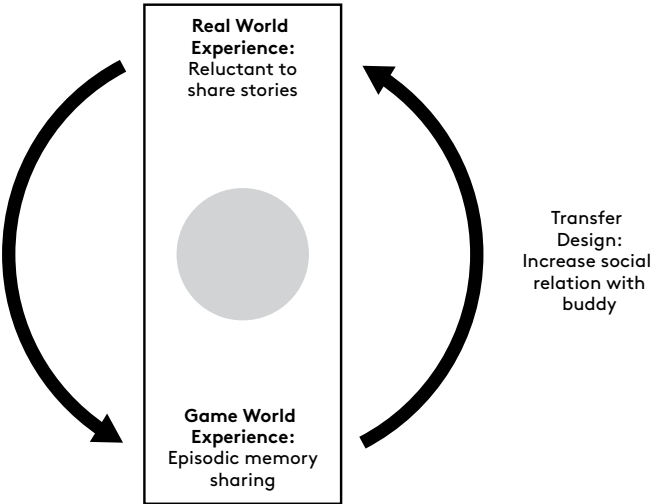 Real World
Experience:
Reluctant to
share stories
Transfer
Design:
Increase social
relation with
buddy
Game World
Experience:
Episodic memory
sharing